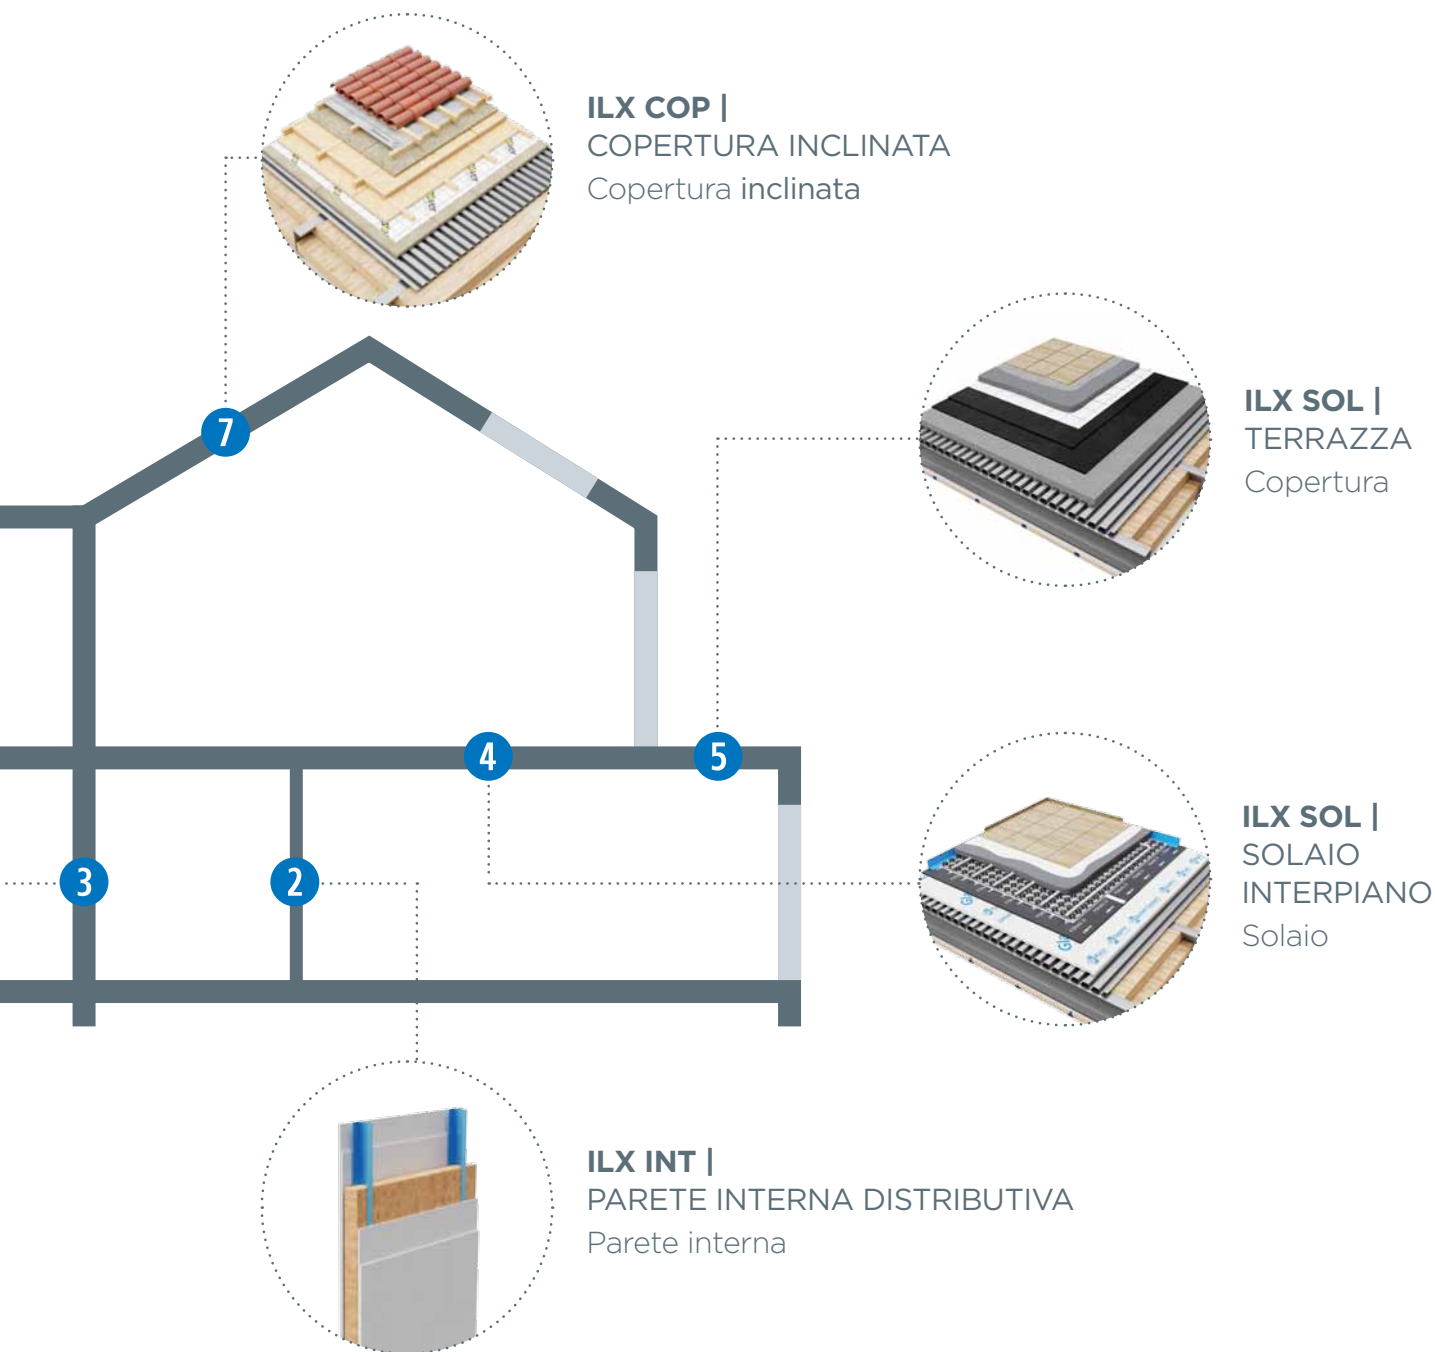 ILX COP |
COPERTURA INCLINATA
Copertura inclinata
7
ILX SOL |
TERRAZZA
Copertura
4
5
ILX SOL |
SOLAIO
INTERPIANO
Solaio
3
2
ILX INT |
PARETE INTERNA DISTRIBUTIVA
Parete interna